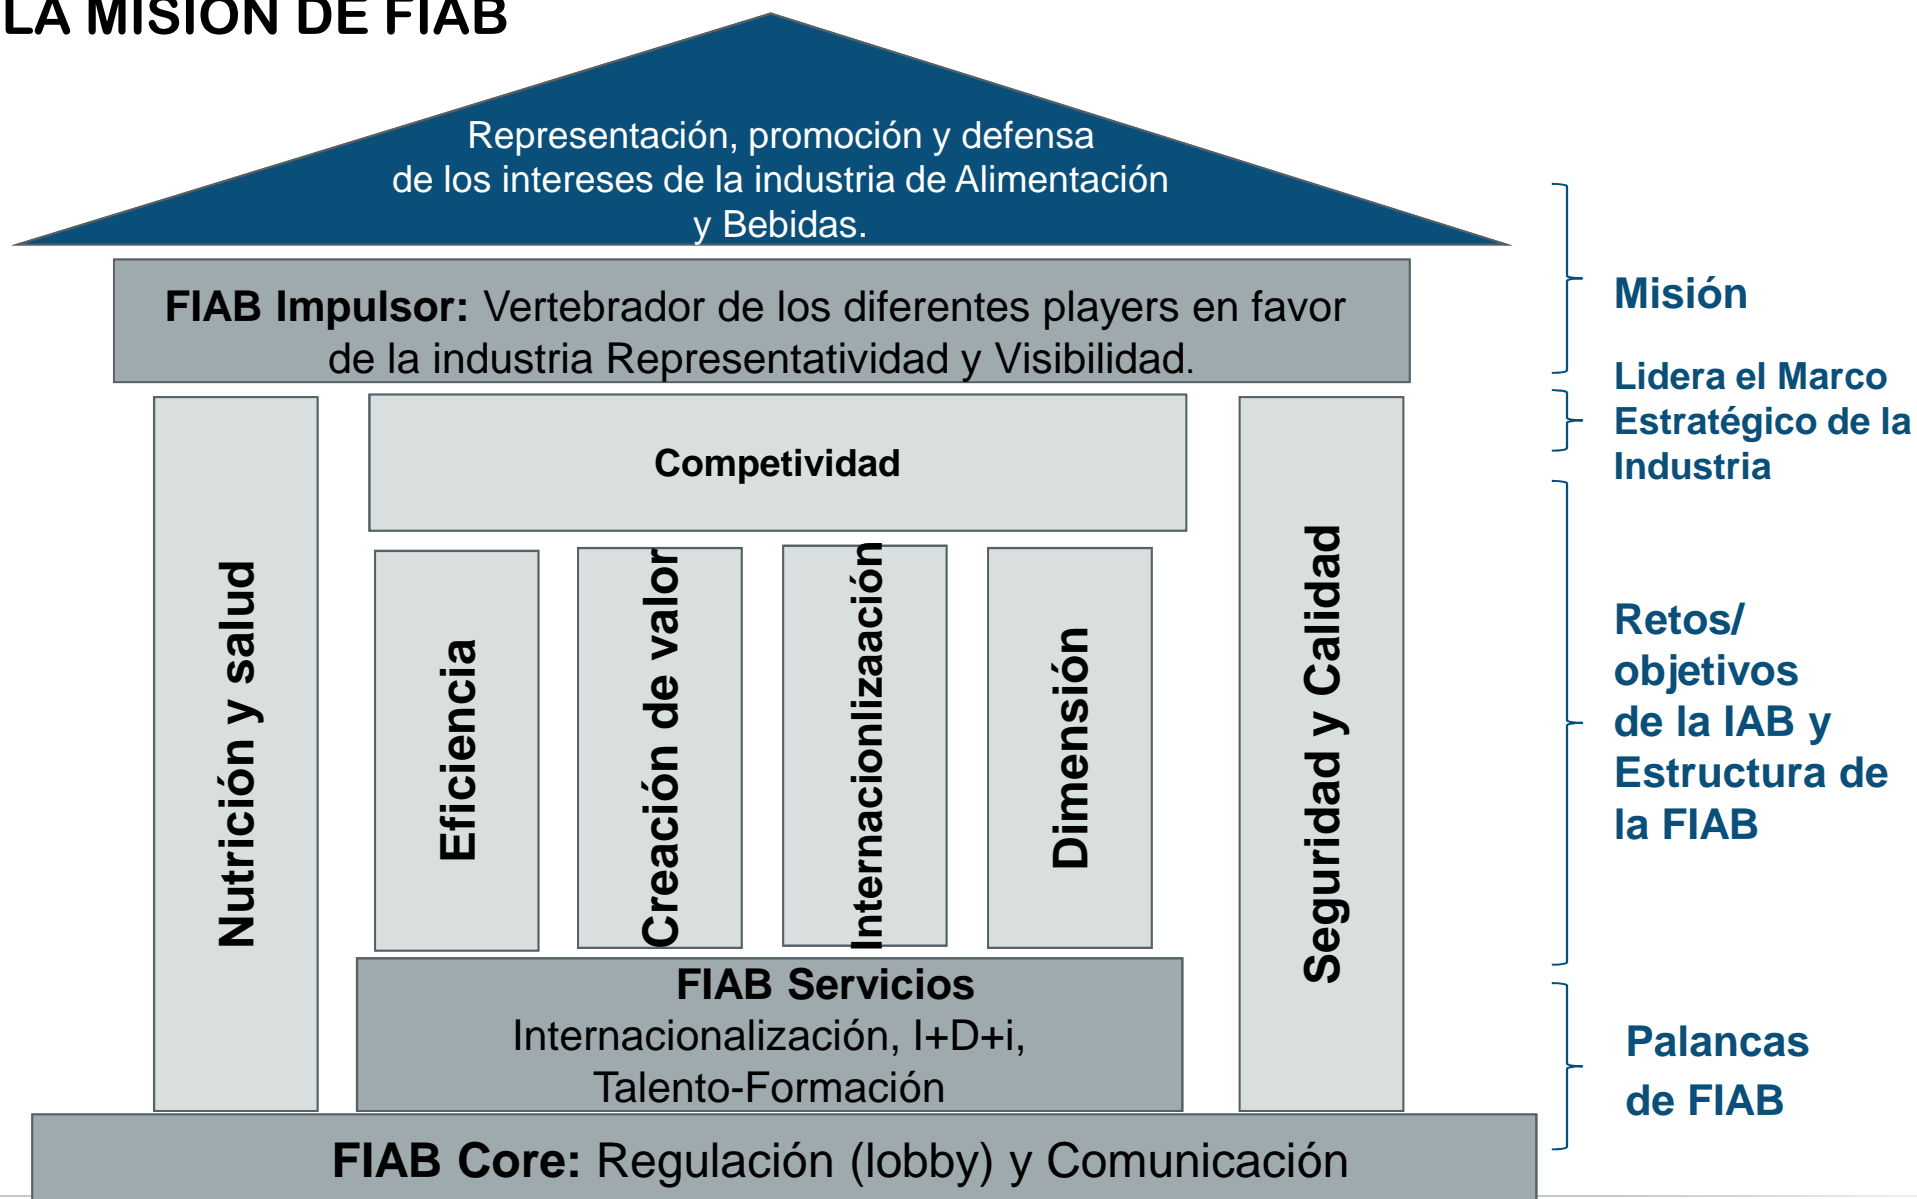 LA MISIÓN DE FIAB
Representación, promoción y defensa
de los intereses de la industria de Alimentación
y Bebidas.
FIAB Impulsor: Vertebrador de los diferentes players en favor
de la industria Representatividad y Visibilidad.
Misión
Lidera el Marco
Estratégico de la
Industria
Competividad
Nutrición y salud
Eficiencia
Creación de valor
Internacionlizaación
Dimensión
Seguridad y Calidad
Retos/
objetivos
de la IAB y
Estructura de
la FIAB
FIAB Servicios
Internacionalización, I+D+i,
Talento-Formación
Palancas
de FIAB
FIAB Core: Regulación (lobby) y Comunicación